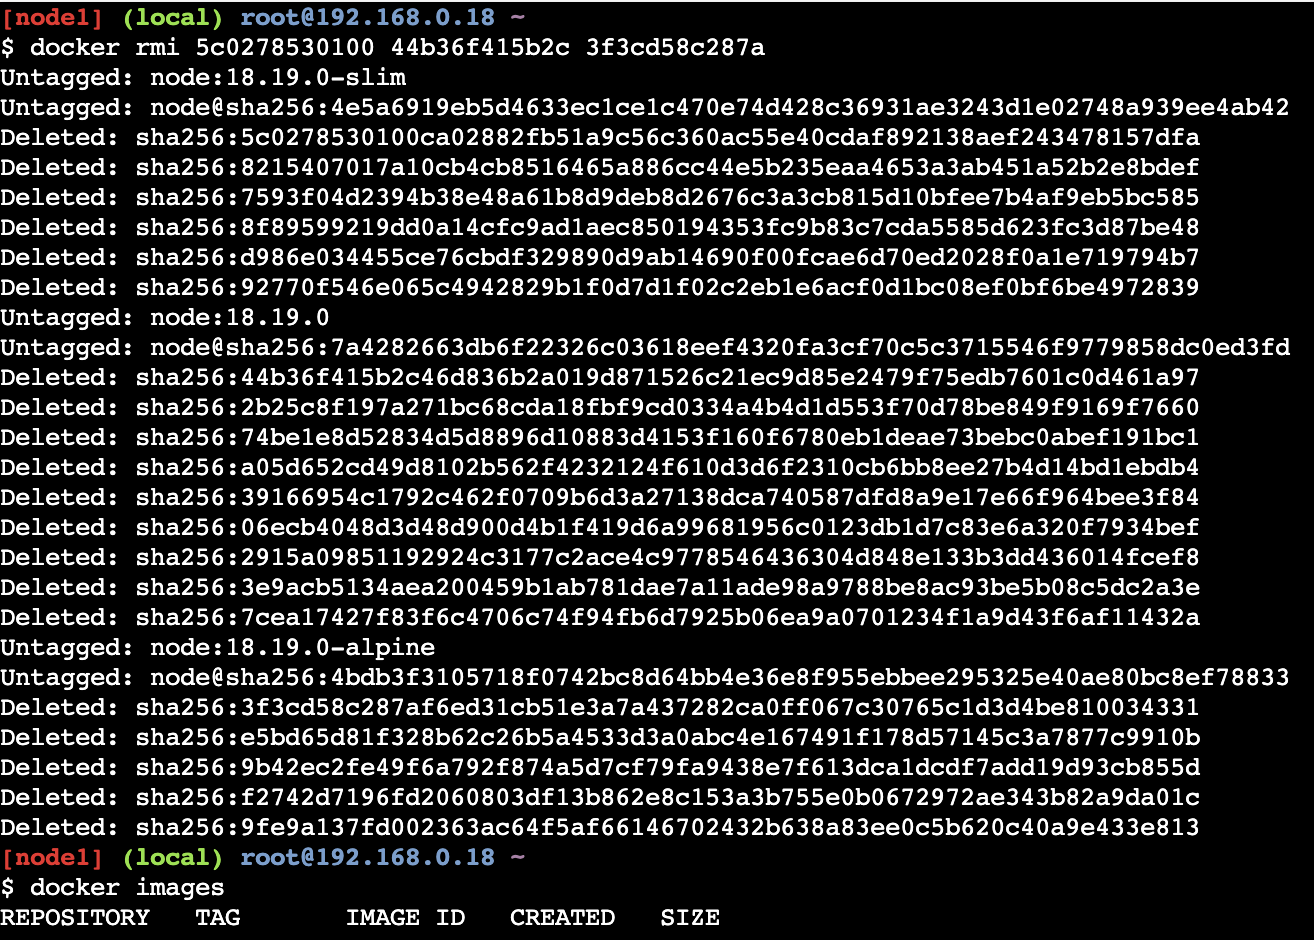 [node1] (local) root@192.168.0.18 ~
$ docker rmi 5c0278530100 44b36f415b2c 3f3cd58c287a
Untagged: node:18.19.0-slim
Untagged: node@sha256:4e5a6919eb5d4633ec1ce1c470e74d428c36931ae3243d1e02748a939ee4ab42
Deleted: sha256:5c0278530100ca02882fb51a9c56c360ac55e40cdaf892138aef243478157dfa
Deleted: sha256:8215407017a10cb4cb8516465a886cc44e5b235eaa4653a3ab451a52b2e8bdef
Deleted: sha256:7593f04d2394b38e48a61b8d9deb8d2676c3a3cb815d10bfee7b4af9eb5bc585
Deleted: sha256:8f89599219dd0a14cfc9ad1aec850194353fc9b83c7cda5585d623fc3d87be48
Deleted: sha256:d986e034455ce76cbdf329890d9ab14690f00fcae6d70ed2028f0a1e719794b7
Deleted: sha256:92770f546e065c4942829b1f0d7d1f02c2eb1e6acf0d1bc08ef0bf6be4972839
Untagged: node:18.19.0
Untagged: node@sha256:7a4282663db6f22326c03618eef4320fa3cf70c5c3715546f9779858dc0ed3fd
Deleted: sha256:44b36f415b2c46d836b2a019d871526c21ec9d85e2479f75edb7601c0d461a97
Deleted: sha256:2b25c8f197a271bc68cda18fbf9cd0334a4b4d1d553f70d78be849f9169f7660
Deleted: sha256:74be1e8d52834d5d8896d10883d4153f160f6780eb1deae73bebc0abef191bc1
Deleted: sha256:a05d652cd49d8102b562f4232124f610d3d6f2310cb6bb8ee27b4d14bd1ebdb4
Deleted: sha256:39166954c1792c462f0709b6d3a27138dca740587dfd8a9e17e66f964bee3f84
Deleted: sha256:06ecb4048d3d48d900d4b1f419d6a99681956c0123db1d7c83e6a320f7934bef
Deleted: sha256:2915a09851192924c3177c2ace4c9778546436304d848e133b3dd436014fcef8
Deleted: sha256:3e9acb5134aea200459b1ab781dae7a11ade98a9788be8ac93be5b08c5dc2a3e
Deleted: sha256:7cea17427f83f6c4706c74f94fb6d7925b06ea9a0701234f1a9d43f6af11432a
Untagged: node:18.19.0-alpine
Untagged: node@sha256:4bdb3f3105718f0742bc8d64bb4e36e8f955ebbee295325e40ae80bc8ef78833
Deleted: sha256:3f3cd58c287af6ed31cb51e3a7a437282ca0ff067c30765c1d3d4be810034331
Deleted: sha256:e5bd65d81f328b62c26b5a4533d3a0abc4e167491f178d57145c3a7877c9910b
Deleted: sha256:9b42ec2fe49f6a792f874a5d7cf79fa9438e7f613dca1dcdf7add19d93cb855d
Deleted: sha256:f2742d7196fd2060803df13b862e8c153a3b755e0b0672972ae343b82a9da01c
Deleted: sha256:9fe9a137fd002363ac64f5af66146702432b638a83ee0c5b620c40a9e433e813
[node1] (local) root@192.168.0.18 ~
$ docker images
REPOSITORY TAG IMAGE ID CREATED SIZE